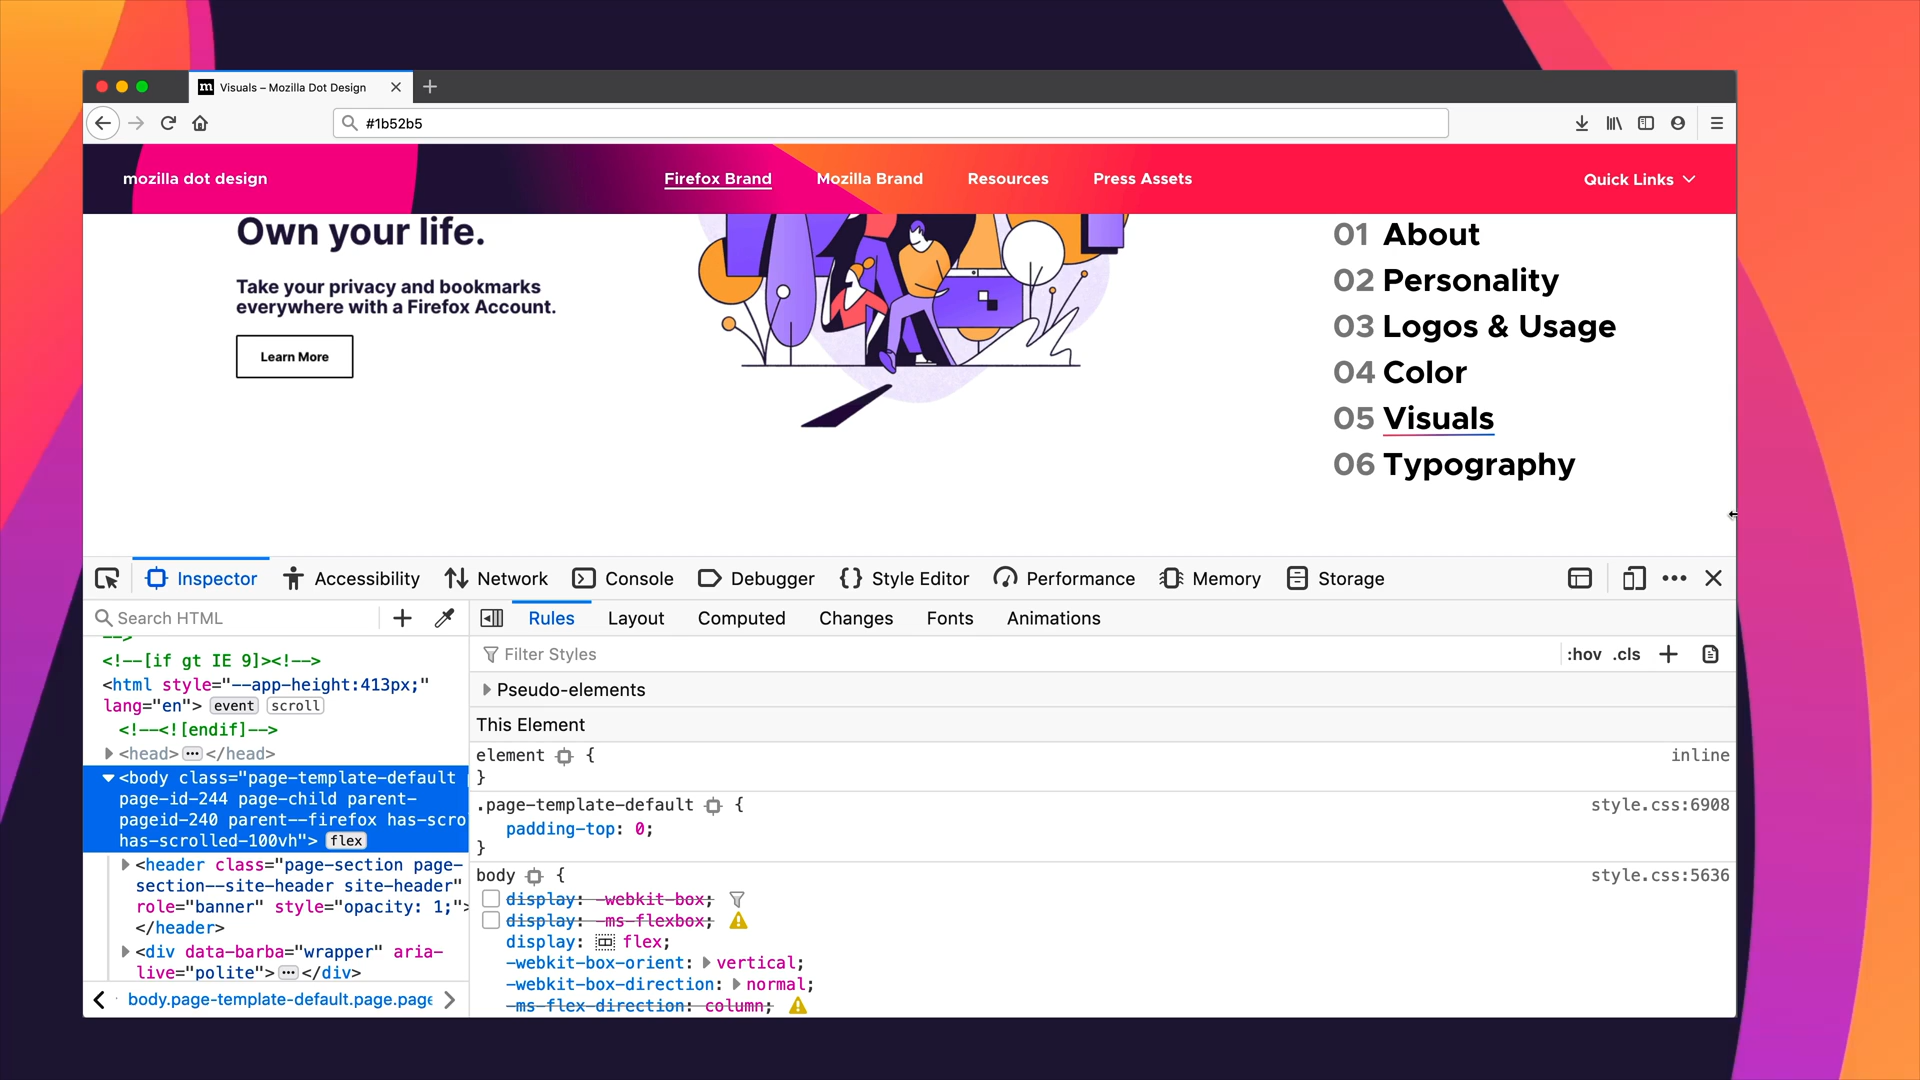 m Visuals – Mozilla Dot Design
#1b52b5
mozilla dot design
Firefox Brand
Mozilla Brand
Resources
Press Assets
Quick Links
Own your life.
Take your privacy and bookmarks
everywhere with a Firefox Account.
Learn More
01 About
02 Personality
03 Logos & Usage
04 Color
05 Visuals
06 Typography
Inspector
Accessibility
Network
Console
Debugger
Style Editor
Performance
Memory
Storage
Search HTML
-->
<!--[if gt IE 9]><!-->
<html style="--app-height:413px;"
lang="en"> event scroll
<!--<![endif]-->
<head> ••• </head>
<body class="page-template-default
page-id-244 page-child parent-
pageid-240 parent--firefox has-scro
has-scrolled-100vh"> flex
<header class="page-section page-
section--site-header site-header"
role="banner" style="opacity: 1;">
</header>
<div data-barba="wrapper" aria-
live="polite"> ••• </div>
body.page-template-default.page.page
Rules
Layout
Computed
Changes
Fonts
Animations
Filter Styles
:hov .cls
Pseudo-elements
This Element
element {
inline
}
.page-template-default {
style.css:6908
padding-top: 0;
}
body {
style.css:5636
display: -webkit-box;
display: -ms-flexbox;
display: flex;
-webkit-box-orient: vertical;
-webkit-box-direction: normal;
-ms-flex-direction: column;